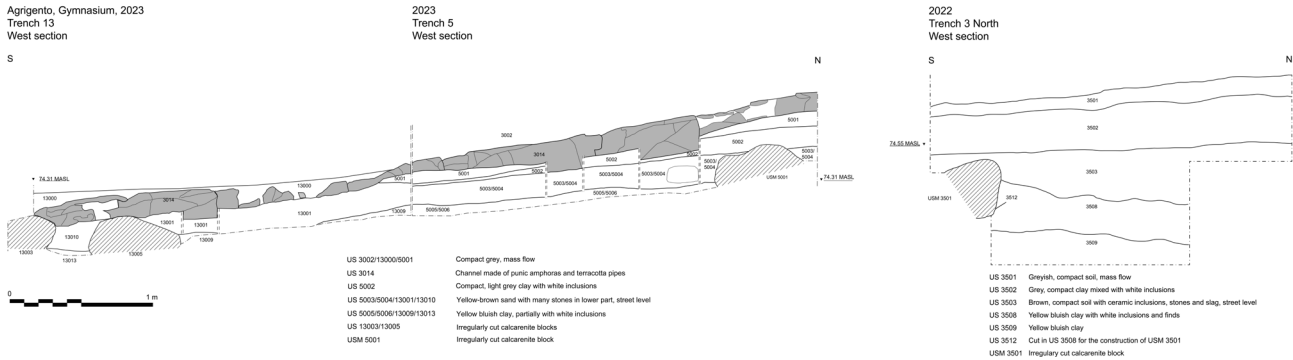 Agrigento, Gymnasium, 2023
Trench 13
West section
S
2023
Trench 5
West section
N
2022
Trench 3 North
West section
S
N
3501
5001
3002
3502
5002
74.55 MASL
3014
5002
5002
5003/
5004
5003/
5004
3503
74.31 MASL
5001
5001
5002
5003/5004
5003/5004
USM 5001
74.31 MASL
13000
13000
5003/5004
5003/5004
3014
5005/5006
USM 3501
3512
3508
13001
13001
13001
13009
5005/5006
13010
13009
13003
13005
13013
3509
US 3002/13000/5001 Compact grey, mass flow
US 3014 Channel made of punic amphoras and terracotta pipes
US 5002 Compact, light grey clay with white inclusions
US 5003/5004/13001/13010 Yellow-brown sand with many stones in lower part, street level
US 5005/5006/13009/13013 Yellow bluish clay, partially with white inclusions
US 13003/13005 Irregularly cut calcarenite blocks
USM 5001 Irregularly cut calcarenite block
0 1 m
US 3501 Greyish, compact soil, mass flow
US 3502 Grey, compact clay mixed with white inclusions
US 3503 Brown, compact soil with ceramic inclusions, stones and slag, street level
US 3508 Yellow bluish clay with white inclusions and finds
US 3509 Yellow bluish clay
US 3512 Cut in US 3508 for the construction of USM 3501
USM 3501 Irregularly cut calcarenite block